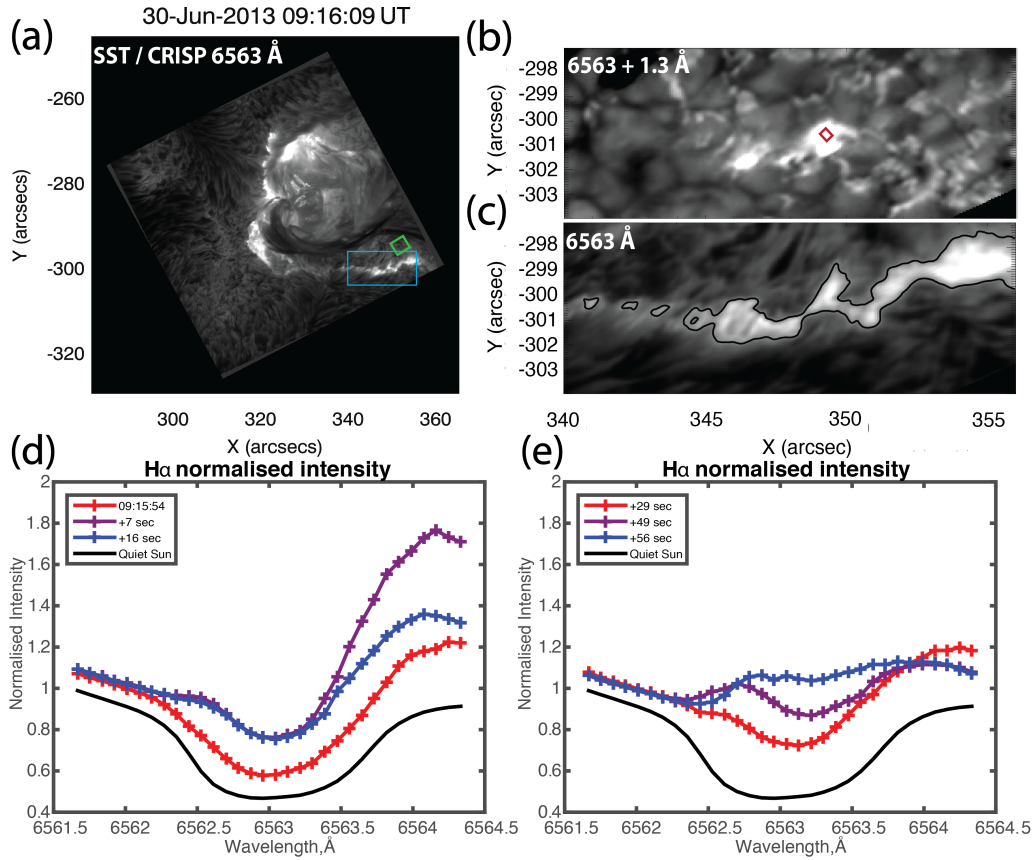 30-Jun-2013 09:16:09 UT
(a)
SST / CRISP 6563 Å
-260
-280
-300
-320
Y (arcsecs)
300
320
340
360
X (arcsecs)
(b)
6563 + 1.3 Å
-298
-299
-300
-301
-302
-303
Y (arcsec)
(c)
6563 Å
-298
-299
-300
-301
-302
-303
Y (arcsec)
340
345
350
355
X (arcsec)
(d)
Hα normalised intensity
2
1.8
1.6
1.4
1.2
1
0.8
0.6
0.4
Normalised Intensity
09:15:54
+7 sec
+16 sec
Quiet Sun
6561.5
6562
6562.5
6563
6563.5
6564
6564.5
Wavelength,Å
(e)
Hα normalised intensity
2
1.8
1.6
1.4
1.2
1
0.8
0.6
0.4
Normalised Intensity
+29 sec
+49 sec
+56 sec
Quiet Sun
6561.5
6562
6562.5
6563
6563.5
6564
6564.5
Wavelength,Å